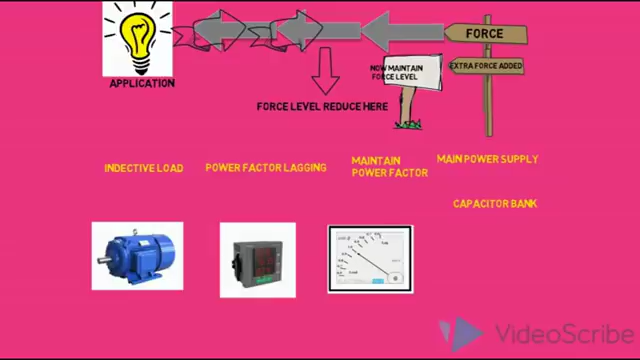 FORCE
NOW MAINTAIN
FORCE LEVEL
EXTRA FORCE ADDED
APPLICATION
FORCE LEVEL REDUCE HERE
INDECTIVE LOAD
POWER FACTOR LAGGING
MAINTAIN
POWER FACTOR
MAIN POWER SUPPLY
CAPACITOR BANK
VideoScribe